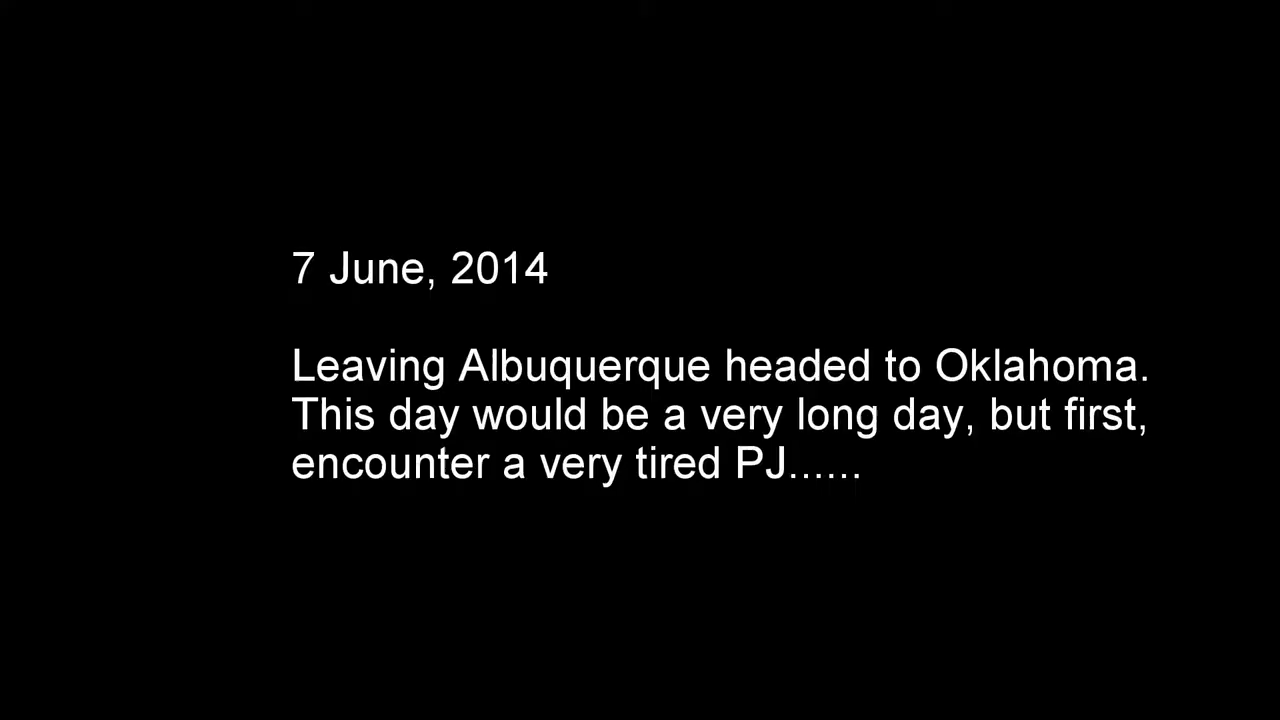 7 June, 2014
Leaving Albuquerque headed to Oklahoma.
This day would be a very long day, but first,
encounter a very tired PJ......